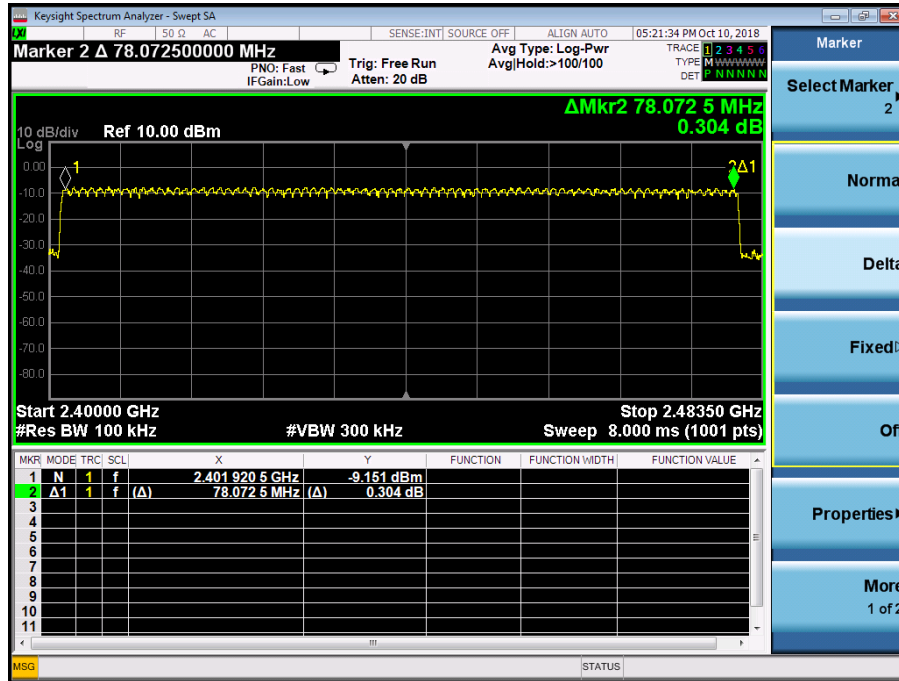 Keysight Spectrum Analyzer - Swept SA
LXI RF 50 Ω AC SENSE:INT SOURCE OFF ALIGN AUTO 05:21:34 PM Oct 10, 2018
Marker 2 Δ 78.072500000 MHz
PNO: Fast
IFGain:Low
Trig: Free Run
Atten: 20 dB
Avg Type: Log-Pwr
Avg|Hold:>100/100
TRACE 1 2 3 4 5 6
TYPE M WWWWW
DET P N N N N N
ΔMkr2 78.072 5 MHz
0.304 dB
10 dB/div Ref 10.00 dBm
Log
0.00
-10.0
-20.0
-30.0
-40.0
-50.0
-60.0
-70.0
-80.0
1
2Δ1
Start 2.40000 GHz Stop 2.48350 GHz
#Res BW 100 kHz #VBW 300 kHz Sweep 8.000 ms (1001 pts)
MKR MODE TRC SCL X Y FUNCTION FUNCTION WIDTH FUNCTION VALUE
1 N 1 f 2.401 920 5 GHz -9.151 dBm
2 Δ1 1 f (Δ) 78.072 5 MHz (Δ) 0.304 dB
3
4
5
6
7
8
9
10
11
MSG STATUS
Marker
Select Marker
2
Norma
Delta
Fixed
Of
Properties
More
1 of 2